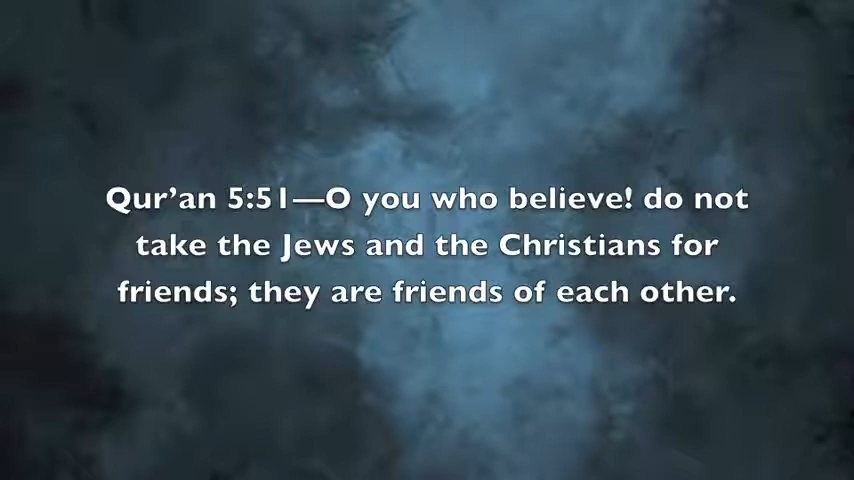 Qur’an 5:51—O you who believe! do not
take the Jews and the Christians for
friends; they are friends of each other.